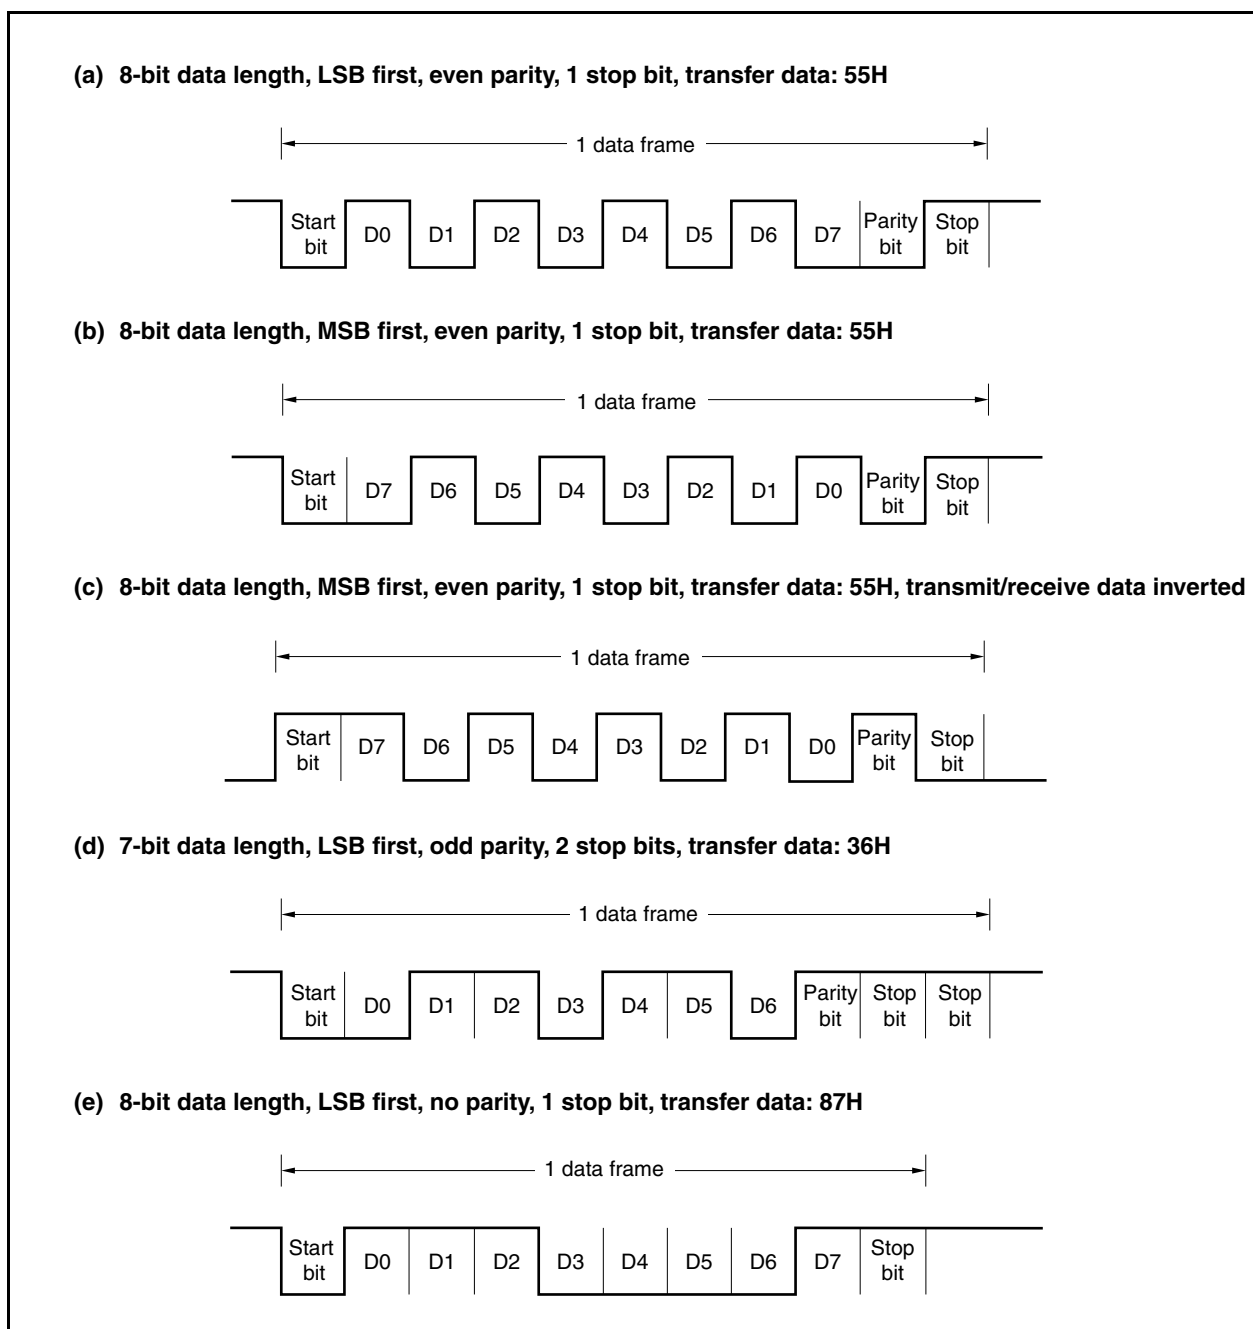 (a) 8-bit data length, LSB first, even parity, 1 stop bit, transfer data: 55H
1 data frame
Start bit D0 D1 D2 D3 D4 D5 D6 D7 Parity bit Stop bit
(b) 8-bit data length, MSB first, even parity, 1 stop bit, transfer data: 55H
1 data frame
Start bit D7 D6 D5 D4 D3 D2 D1 D0 Parity bit Stop bit
(c) 8-bit data length, MSB first, even parity, 1 stop bit, transfer data: 55H, transmit/receive data inverted
1 data frame
Start bit D7 D6 D5 D4 D3 D2 D1 D0 Parity bit Stop bit
(d) 7-bit data length, LSB first, odd parity, 2 stop bits, transfer data: 36H
1 data frame
Start bit D0 D1 D2 D3 D4 D5 D6 Parity bit Stop bit Stop bit
(e) 8-bit data length, LSB first, no parity, 1 stop bit, transfer data: 87H
1 data frame
Start bit D0 D1 D2 D3 D4 D5 D6 D7 Stop bit